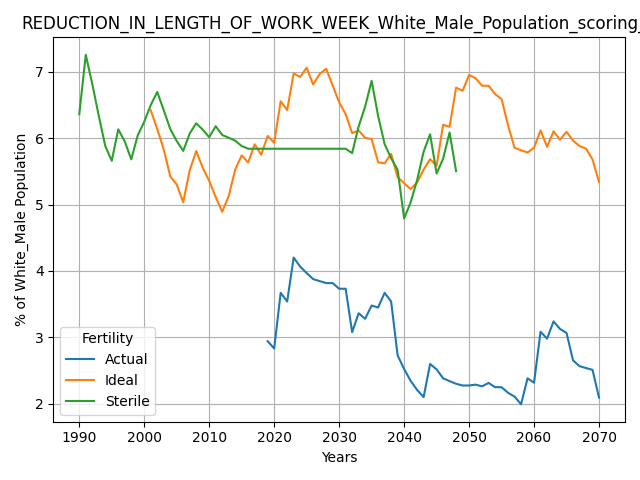 REDUCTION_IN_LENGTH_OF_WORK_WEEK_White_Male_Population_scoring_
% of White_Male Population
7
6
5
4
3
2
Fertility
Actual
Ideal
Sterile
1990 2000 2010 2020 2030 2040 2050 2060 2070
Years